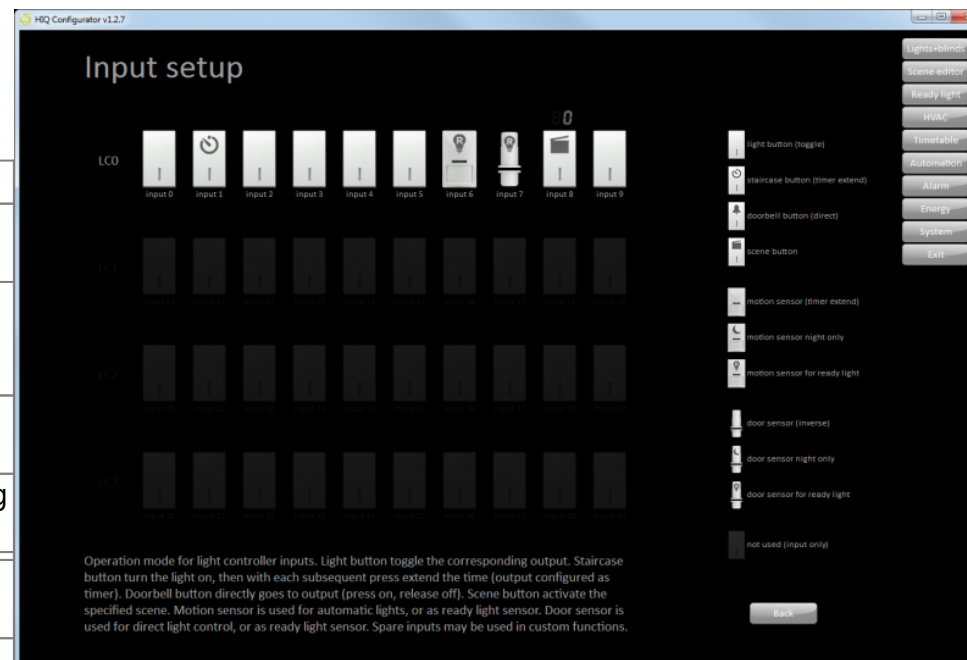 HIQ Configurator v1.2.7
Input setup
0
LC0
input 0 input 1 input 2 input 3 input 4 input 5 input 6 input 7 input 8 input 9
LC1
LC2
LC3
light button (toggle)
staircase button (timer extend)
doorbell button (direct)
scene button
motion sensor (timer extend)
motion sensor night only
motion sensor for ready light
door sensor (inverse)
door sensor night only
door sensor for ready light
not used (input only)
Lights+blinds
Scene editor
Ready light
HVAC
Timetable
Automation
Alarm
Energy
System
Exit
g
Operation mode for light controller inputs. Light button toggle the corresponding output. Staircase
button turn the light on, then with each subsequent press extend the time (output configured as
timer). Doorbell button directly goes to output (press on, release off). Scene button activate the
specified scene. Motion sensor is used for automatic lights, or as ready light sensor. Door sensor is
used for direct light control, or as ready light sensor. Spare inputs may be used in custom functions.
Back